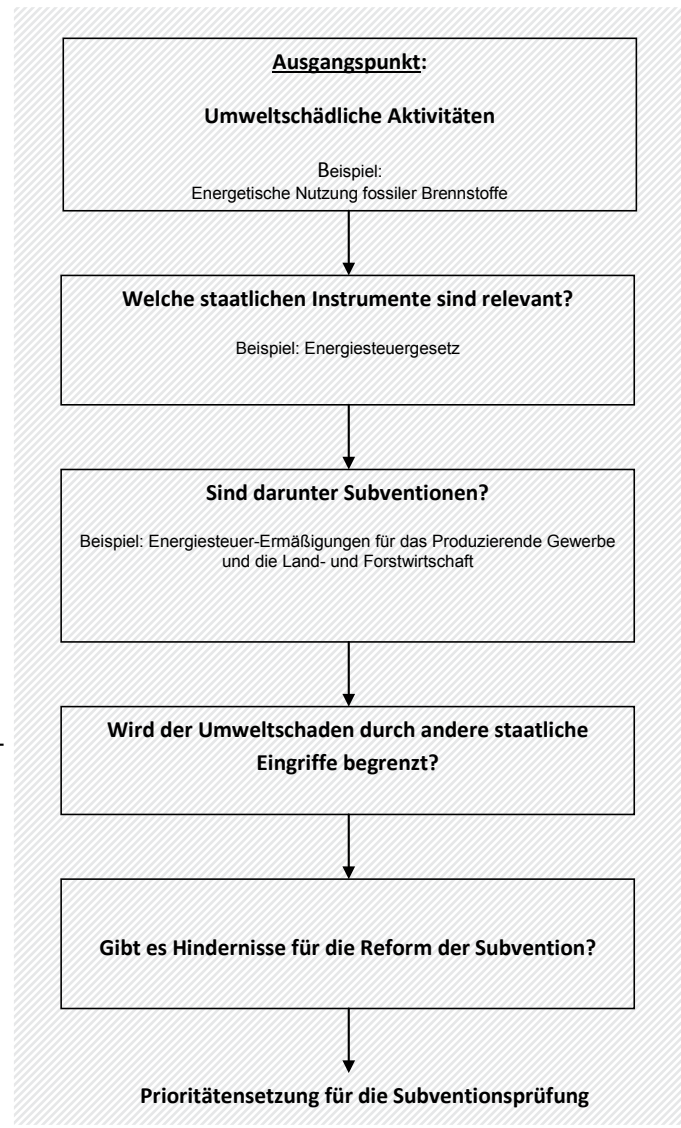 Ausgangspunkt:
Umweltschädliche Aktivitäten
Beispiel:
Energetische Nutzung fossiler Brennstoffe
Welche staatlichen Instrumente sind relevant?
Beispiel: Energiesteuergesetz
Sind darunter Subventionen?
Beispiel: Energiesteuer-Ermäßigungen für das Produzierende Gewerbe
und die Land- und Forstwirtschaft
Wird der Umweltschaden durch andere staatliche
Eingriffe begrenzt?
Gibt es Hindernisse für die Reform der Subvention?
Prioritätensetzung für die Subventionsprüfung